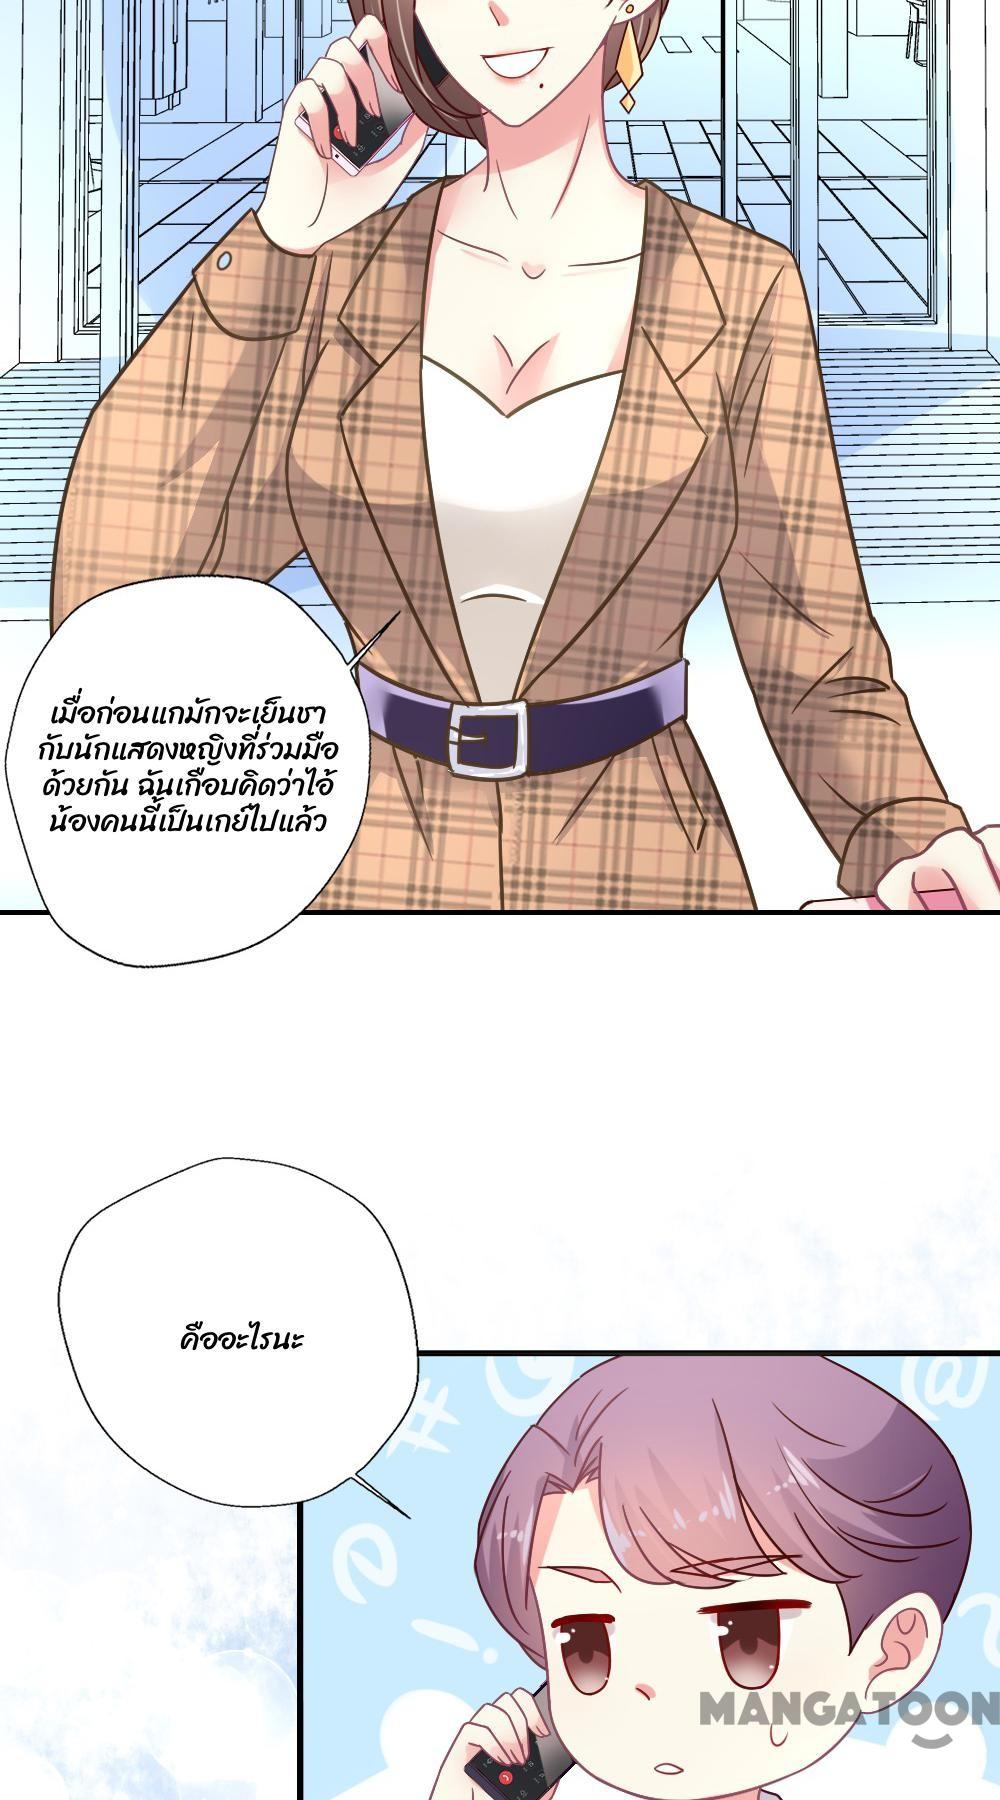 เมื่อก่อนแกมักจะเย็นชา
กับนักแสดงหญิงที่ร่วมมือ
ด้วยกัน ฉันเกือบคิดว่าไอ้
น้องคนนี้เป็นเกย์ไปแล้ว
คืออะไรนะ
# @
e !
MANGATOON